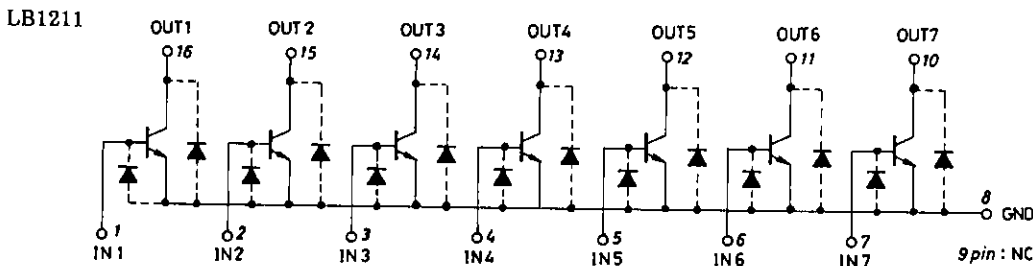 LB1211
OUT1 OUT2 OUT3 OUT4 OUT5 OUT6 OUT7
16 15 14 13 12 11 10
8 GND
1 2 3 4 5 6 7
IN1 IN2 IN3 IN4 IN5 IN6 IN7
9pin : NC